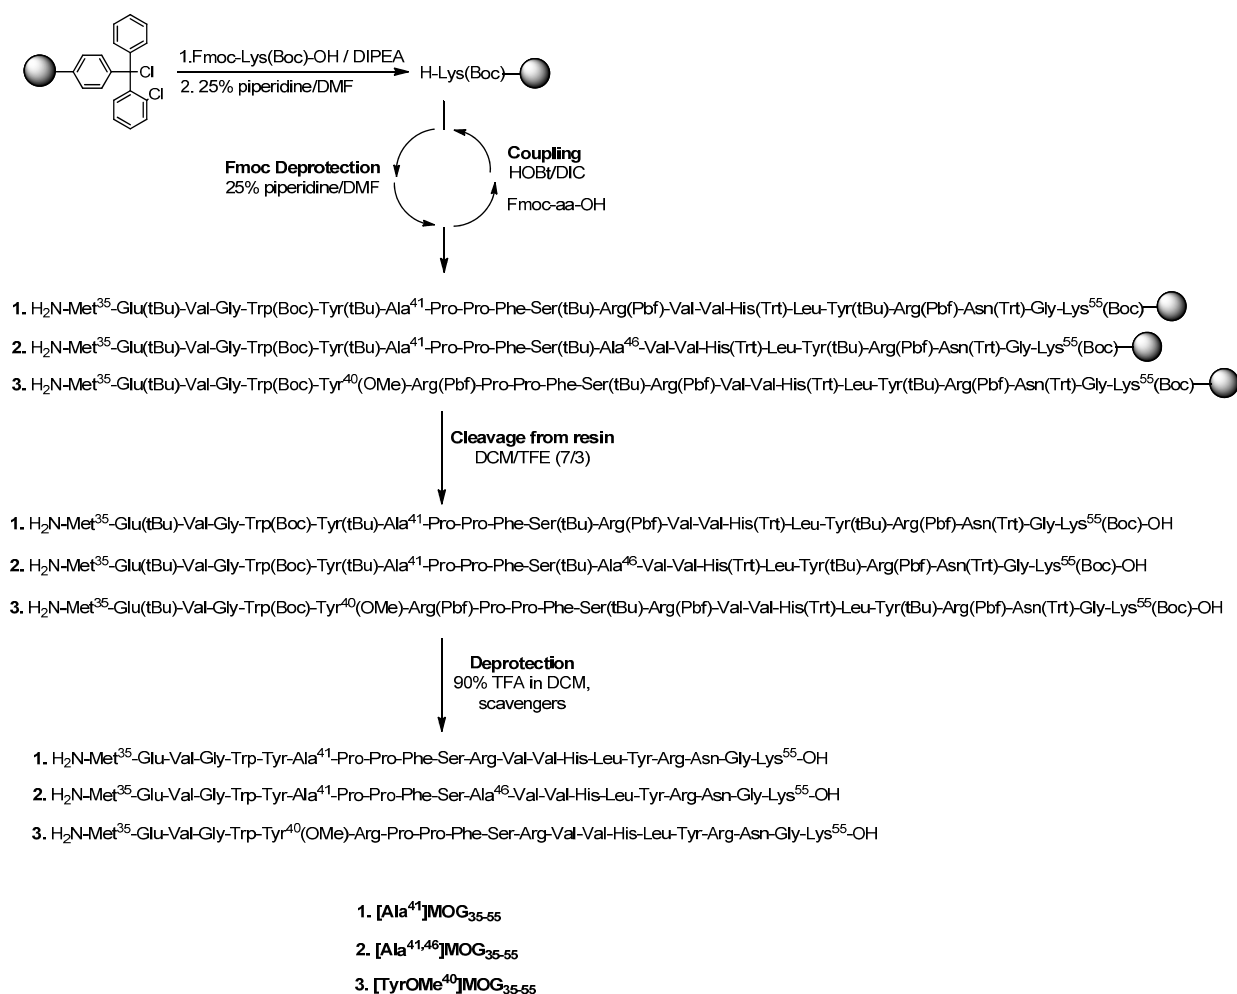 Cl
Cl
1.Fmoc-Lys(Boc)-OH / DIPEA
2. 25% piperidine/DMF
H-Lys(Boc)
Fmoc Deprotection
25% piperidine/DMF
Coupling
HOBt/DIC
Fmoc-aa-OH
1. H₂N-Met³⁵-Glu(tBu)-Val-Gly-Trp(Boc)-Tyr(tBu)-Ala⁴¹-Pro-Pro-Phe-Ser(tBu)-Arg(Pbf)-Val-Val-His(Trt)-Leu-Tyr(tBu)-Arg(Pbf)-Asn(Trt)-Gly-Lys⁵⁵(Boc)
2. H₂N-Met³⁵-Glu(tBu)-Val-Gly-Trp(Boc)-Tyr(tBu)-Ala⁴¹-Pro-Pro-Phe-Ser(tBu)-Ala⁴⁶-Val-Val-His(Trt)-Leu-Tyr(tBu)-Arg(Pbf)-Asn(Trt)-Gly-Lys⁵⁵(Boc)
3. H₂N-Met³⁵-Glu(tBu)-Val-Gly-Trp(Boc)-Tyr⁴⁰(OMe)-Arg(Pbf)-Pro-Pro-Phe-Ser(tBu)-Arg(Pbf)-Val-Val-His(Trt)-Leu-Tyr(tBu)-Arg(Pbf)-Asn(Trt)-Gly-Lys⁵⁵(Boc)
Cleavage from resin
DCM/TFE (7/3)
1. H₂N-Met³⁵-Glu(tBu)-Val-Gly-Trp(Boc)-Tyr(tBu)-Ala⁴¹-Pro-Pro-Phe-Ser(tBu)-Arg(Pbf)-Val-Val-His(Trt)-Leu-Tyr(tBu)-Arg(Pbf)-Asn(Trt)-Gly-Lys⁵⁵(Boc)-OH
2. H₂N-Met³⁵-Glu(tBu)-Val-Gly-Trp(Boc)-Tyr(tBu)-Ala⁴¹-Pro-Pro-Phe-Ser(tBu)-Ala⁴⁶-Val-Val-His(Trt)-Leu-Tyr(tBu)-Arg(Pbf)-Asn(Trt)-Gly-Lys⁵⁵(Boc)-OH
3. H₂N-Met³⁵-Glu(tBu)-Val-Gly-Trp(Boc)-Tyr⁴⁰(OMe)-Arg(Pbf)-Pro-Pro-Phe-Ser(tBu)-Arg(Pbf)-Val-Val-His(Trt)-Leu-Tyr(tBu)-Arg(Pbf)-Asn(Trt)-Gly-Lys⁵⁵(Boc)-OH
Deprotection
90% TFA in DCM,
scavengers
1. H₂N-Met³⁵-Glu-Val-Gly-Trp-Tyr-Ala⁴¹-Pro-Pro-Phe-Ser-Arg-Val-Val-His-Leu-Tyr-Arg-Asn-Gly-Lys⁵⁵-OH
2. H₂N-Met³⁵-Glu-Val-Gly-Trp-Tyr-Ala⁴¹-Pro-Pro-Phe-Ser-Ala⁴⁶-Val-Val-His-Leu-Tyr-Arg-Asn-Gly-Lys⁵⁵-OH
3. H₂N-Met³⁵-Glu-Val-Gly-Trp-Tyr⁴⁰(OMe)-Arg-Pro-Pro-Phe-Ser-Arg-Val-Val-His-Leu-Tyr-Arg-Asn-Gly-Lys⁵⁵-OH
1. [Ala⁴¹]MOG₃₅₋₅₅
2. [Ala⁴¹,⁴⁶]MOG₃₅₋₅₅
3. [TyrOMe⁴⁰]MOG₃₅₋₅₅